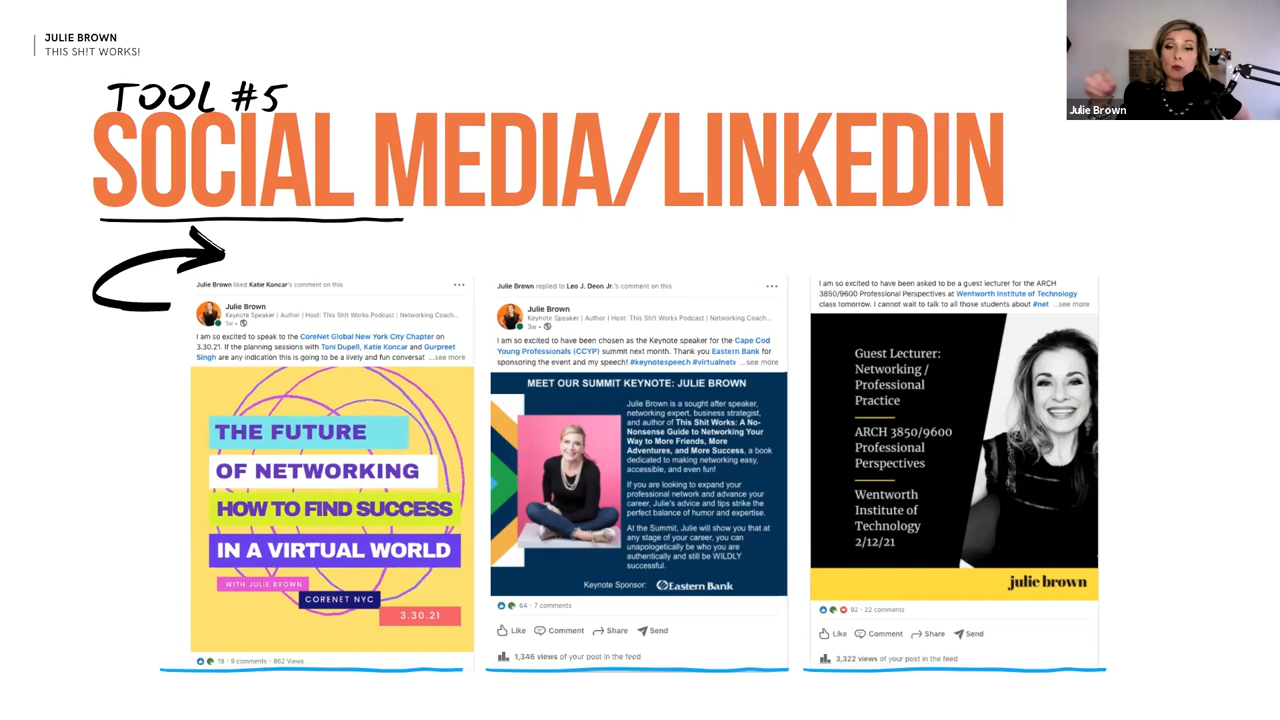 JULIE BROWN
THIS SH!T WORKS!
Julie Brown
TOOL #5
SOCIAL MEDIA/LINKEDIN
Julie Brown liked Katie Koncar's comment on this
Julie Brown
Keynote Speaker | Author | Host: This Sh!t Works Podcast | Networking Coach...
1w •
I am so excited to speak to the CoreNet Global New York City Chapter on
3.30.21. If the planning sessions with Toni Dupell, Katie Koncar and Gurpreet
Singh are any indication this is going to be a lively and fun conversat ...see more
THE FUTURE
OF NETWORKING
HOW TO FIND SUCCESS
IN A VIRTUAL WORLD
WITH JULIE BROWN
CORENET NYC
3.30.21
19 · 9 comments · 862 Views
Julie Brown replied to Leo J. Deon Jr.'s comment on this
Julie Brown
Keynote Speaker | Author | Host: This Sh!t Works Podcast | Networking Coach...
3w •
I am so excited to have been chosen as the Keynote speaker for the Cape Cod
Young Professionals (CCYP) summit next month. Thank you Eastern Bank for
sponsoring the event and my speech! #keynotespeech #virtualnetv ... see more
MEET OUR SUMMIT KEYNOTE: JULIE BROWN
Julie Brown is a sought after speaker,
networking expert, business strategist,
and author of This Shit Works: A No-
Nonsense Guide to Networking Your
Way to More Friends, More
Adventures, and More Success, a book
dedicated to making networking easy,
accessible, and even fun!
If you are looking to expand your
professional network and advance your
career, Julie's advice and tips strike the
perfect balance of humor and expertise.
At the Summit, Julie will show you that at
any stage of your career, you can
unapologetically be who you are
authentically and still be WILDLY
successful.
Keynote Sponsor: Eastern Bank
64 · 7 comments
Like Comment Share Send
1,346 views of your post in the feed
I am so excited to have been asked to be a guest lecturer for the ARCH
3850/9600 Professional Perspectives at Wentworth Institute of Technology
class tomorrow. I cannot wait to talk to all those students about #net ...see more
Guest Lecturer:
Networking /
Professional
Practice
ARCH 3850/9600
Professional
Perspectives
Wentworth
Institute of
Technology
2/12/21
julie brown
92 · 22 comments
Like Comment Share Send
3,322 views of your post in the feed